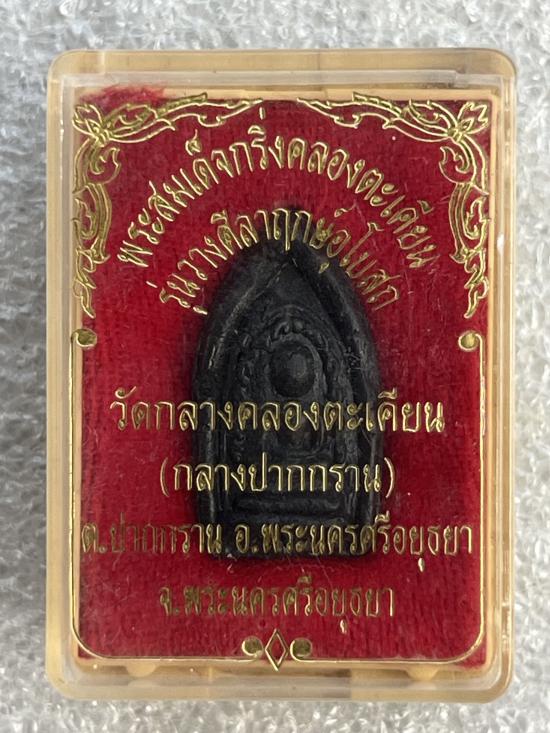 พระสมเด็จกริ่งคลองตะเคียน
รุ่นวางศีลาฤกษ์อุโบสถ
วัดกลางคลองตะเคียน
(กลางปากกราน)
ต.ปากกราน อ.พระนครศรีอยุธยา
จ.พระนครศรีอยุธยา